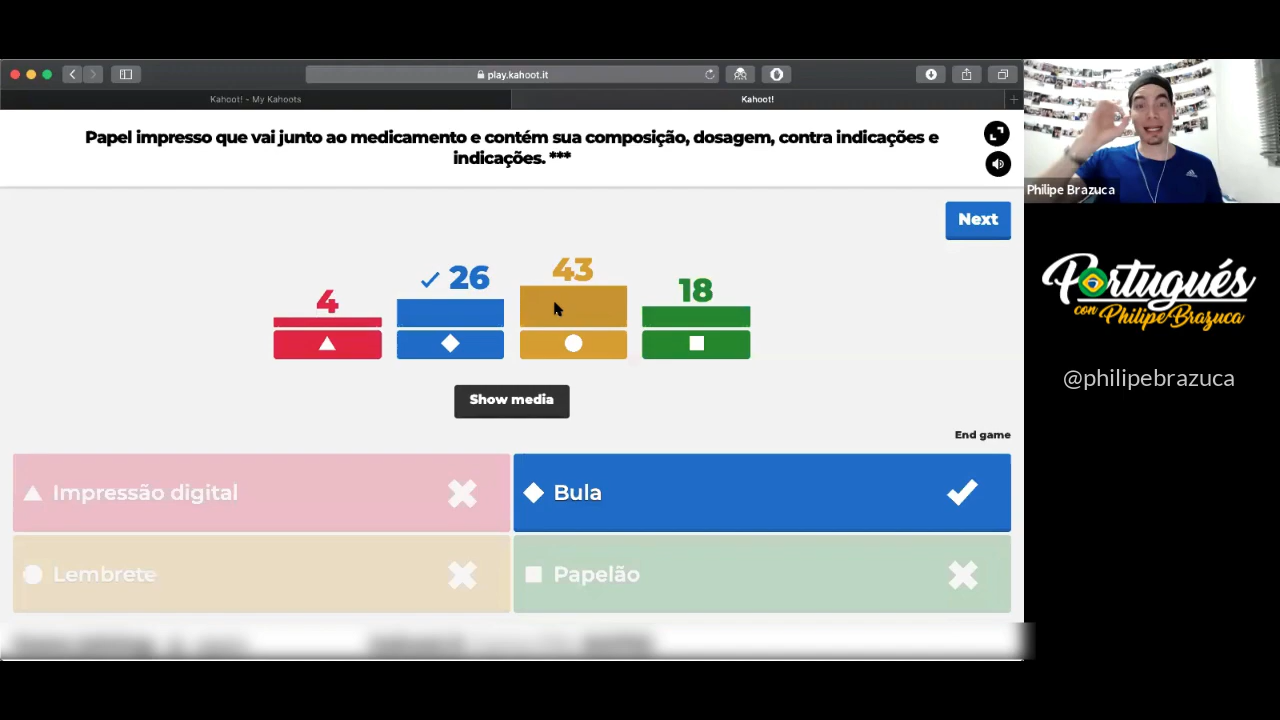 play.kahoot.it
Kahoot! - My Kahoots
Kahoot!
Papel impresso que vai junto ao medicamento e contém sua composição, dosagem, contra indicações e
indicações. ***
Philipe Brazuca
Next
4
26
43
18
Show media
End game
Impressão digital
Bula
Lembrete
Papelão
Portugués
con Philipe Brazuca
@philipebrazuca